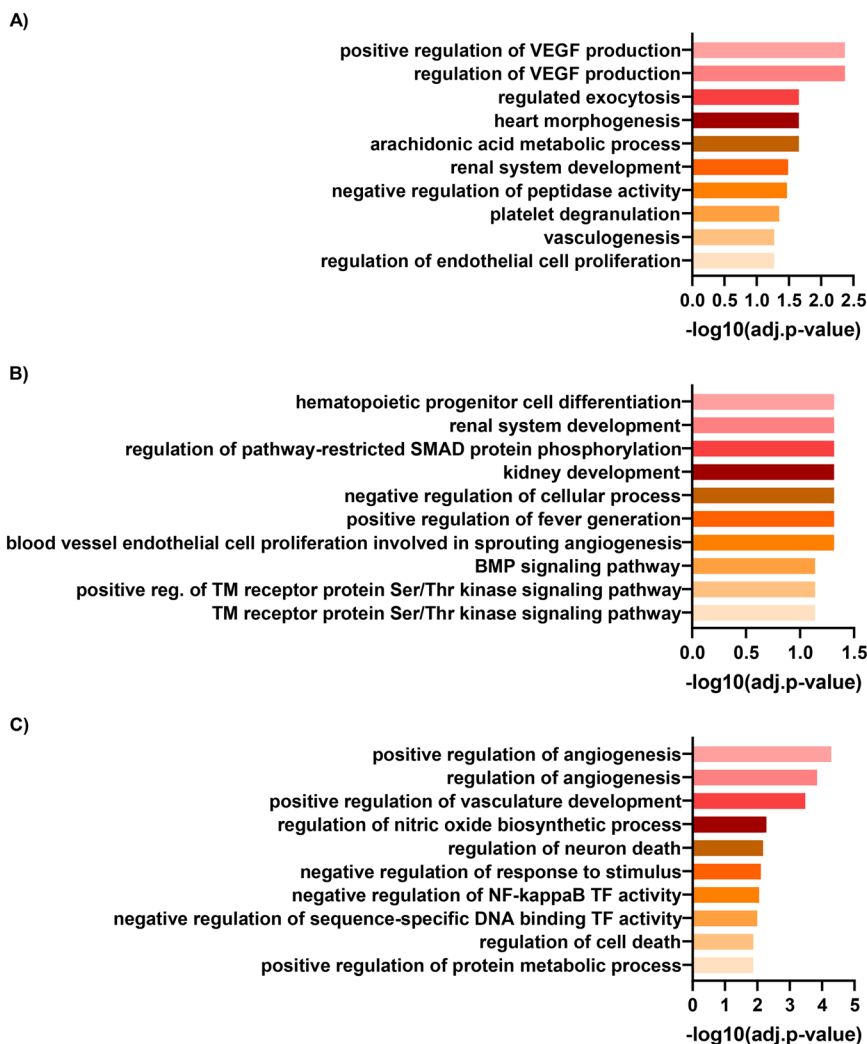 A)
positive regulation of VEGF production
regulation of VEGF production
regulated exocytosis
heart morphogenesis
arachidonic acid metabolic process
renal system development
negative regulation of peptidase activity
platelet degranulation
vasculogenesis
regulation of endothelial cell proliferation
0.0 0.5 1.0 1.5 2.0 2.5
-log10(adj.p-value)
B)
hematopoietic progenitor cell differentiation
renal system development
regulation of pathway-restricted SMAD protein phosphorylation
kidney development
negative regulation of cellular process
positive regulation of fever generation
blood vessel endothelial cell proliferation involved in sprouting angiogenesis
BMP signaling pathway
positive reg. of TM receptor protein Ser/Thr kinase signaling pathway
TM receptor protein Ser/Thr kinase signaling pathway
0.0 0.5 1.0 1.5
-log10(adj.p-value)
C)
positive regulation of angiogenesis
regulation of angiogenesis
positive regulation of vasculature development
regulation of nitric oxide biosynthetic process
regulation of neuron death
negative regulation of response to stimulus
negative regulation of NF-kappaB TF activity
negative regulation of sequence-specific DNA binding TF activity
regulation of cell death
positive regulation of protein metabolic process
0 1 2 3 4 5
-log10(adj.p-value)